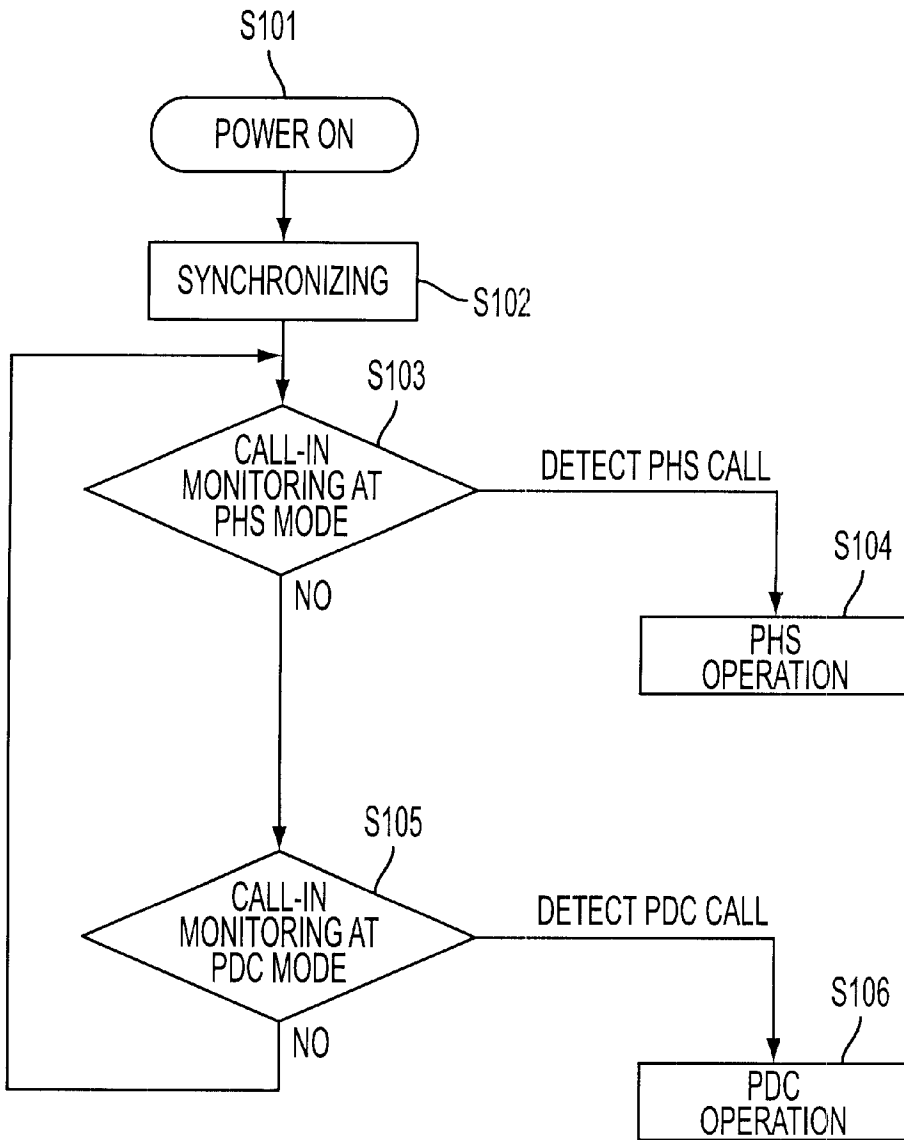 S101
POWER ON
SYNCHRONIZING
S102
S103
CALL-IN
MONITORING AT
PHS MODE
DETECT PHS CALL
NO
S104
PHS
OPERATION
S105
CALL-IN
MONITORING AT
PDC MODE
DETECT PDC CALL
NO
S106
PDC
OPERATION